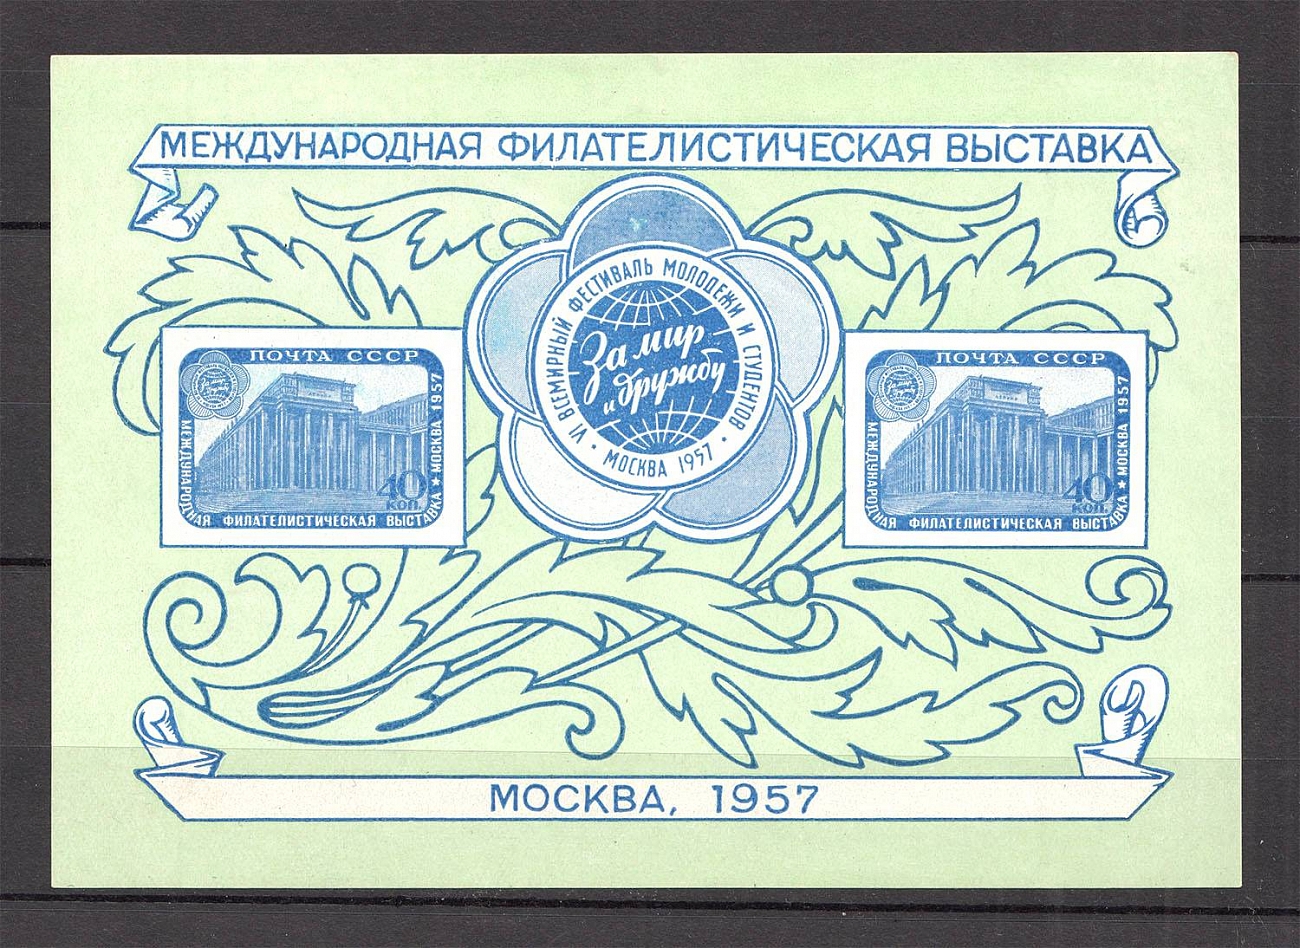 МЕЖДУНАРОДНАЯ ФИЛАТЕЛИСТИЧЕСКАЯ ВЫСТАВКА
VI ВСЕМИРНЫЙ ФЕСТИВАЛЬ МОЛОДЕЖИ И СТУДЕНТОВ
За мир
и дружбу
• МОСКВА 1957 •
ПОЧТА СССР
МЕЖДУНАРОДНАЯ ФИЛАТЕЛИСТИЧЕСКАЯ ВЫСТАВКА ★ МОСКВА 1957
40
КОП.
ПОЧТА СССР
МЕЖДУНАРОДНАЯ ФИЛАТЕЛИСТИЧЕСКАЯ ВЫСТАВКА ★ МОСКВА 1957
40
КОП.
МОСКВА, 1957